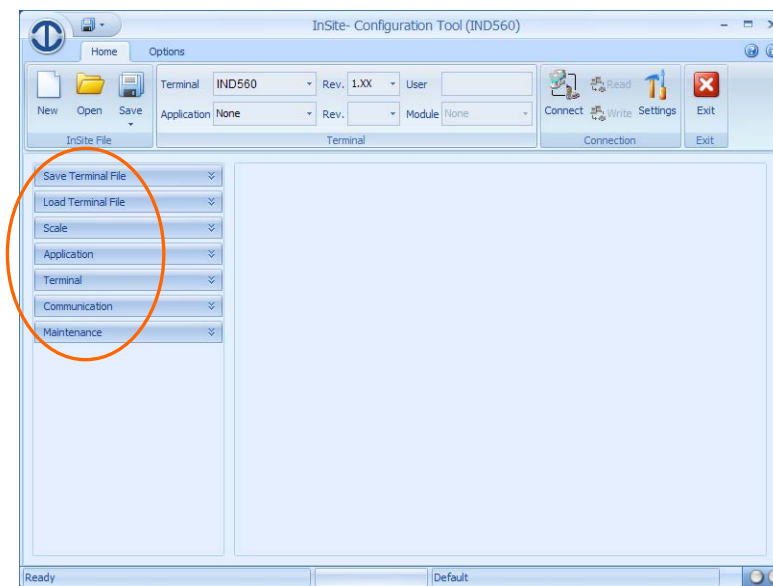 InSite- Configuration Tool (IND560)
Home Options
Terminal IND560 Rev. 1.XX User
New Open Save Connect Read Settings Exit
Application None Rev. Module None Write
InSite File Terminal Connection Exit
Save Terminal File
Load Terminal File
Scale
Application
Terminal
Communication
Maintenance
Ready Default